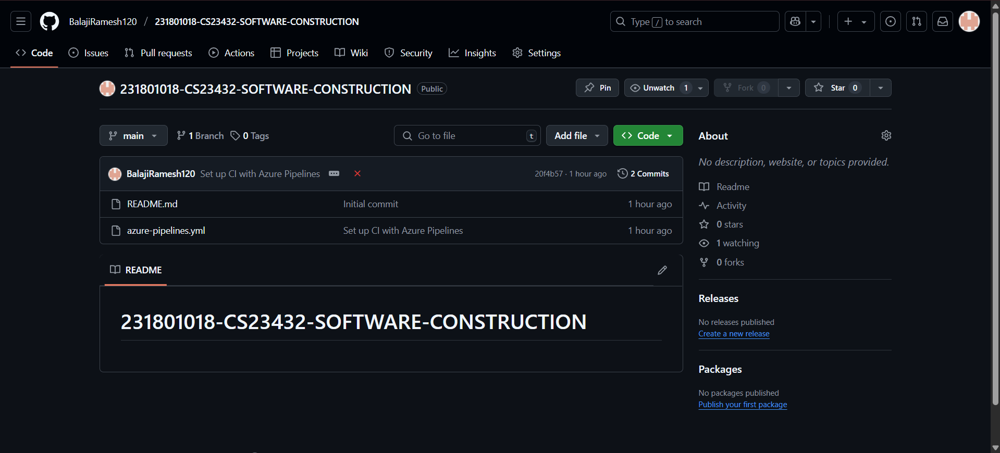 BalajiRamesh120 / 231801018-CS23432-SOFTWARE-CONSTRUCTION
Type / to search
Code Issues Pull requests Actions Projects Wiki Security Insights Settings
231801018-CS23432-SOFTWARE-CONSTRUCTION Public
Pin Unwatch 1 Fork 0 Star 0
main 1 Branch 0 Tags Go to file t Add file Code
BalajiRamesh120 Set up CI with Azure Pipelines 20f4b57 · 1 hour ago 2 Commits
README.md Initial commit 1 hour ago
azure-pipelines.yml Set up CI with Azure Pipelines 1 hour ago
README
231801018-CS23432-SOFTWARE-CONSTRUCTION
About
No description, website, or topics provided.
Readme
Activity
0 stars
1 watching
0 forks
Releases
No releases published
Create a new release
Packages
No packages published
Publish your first package